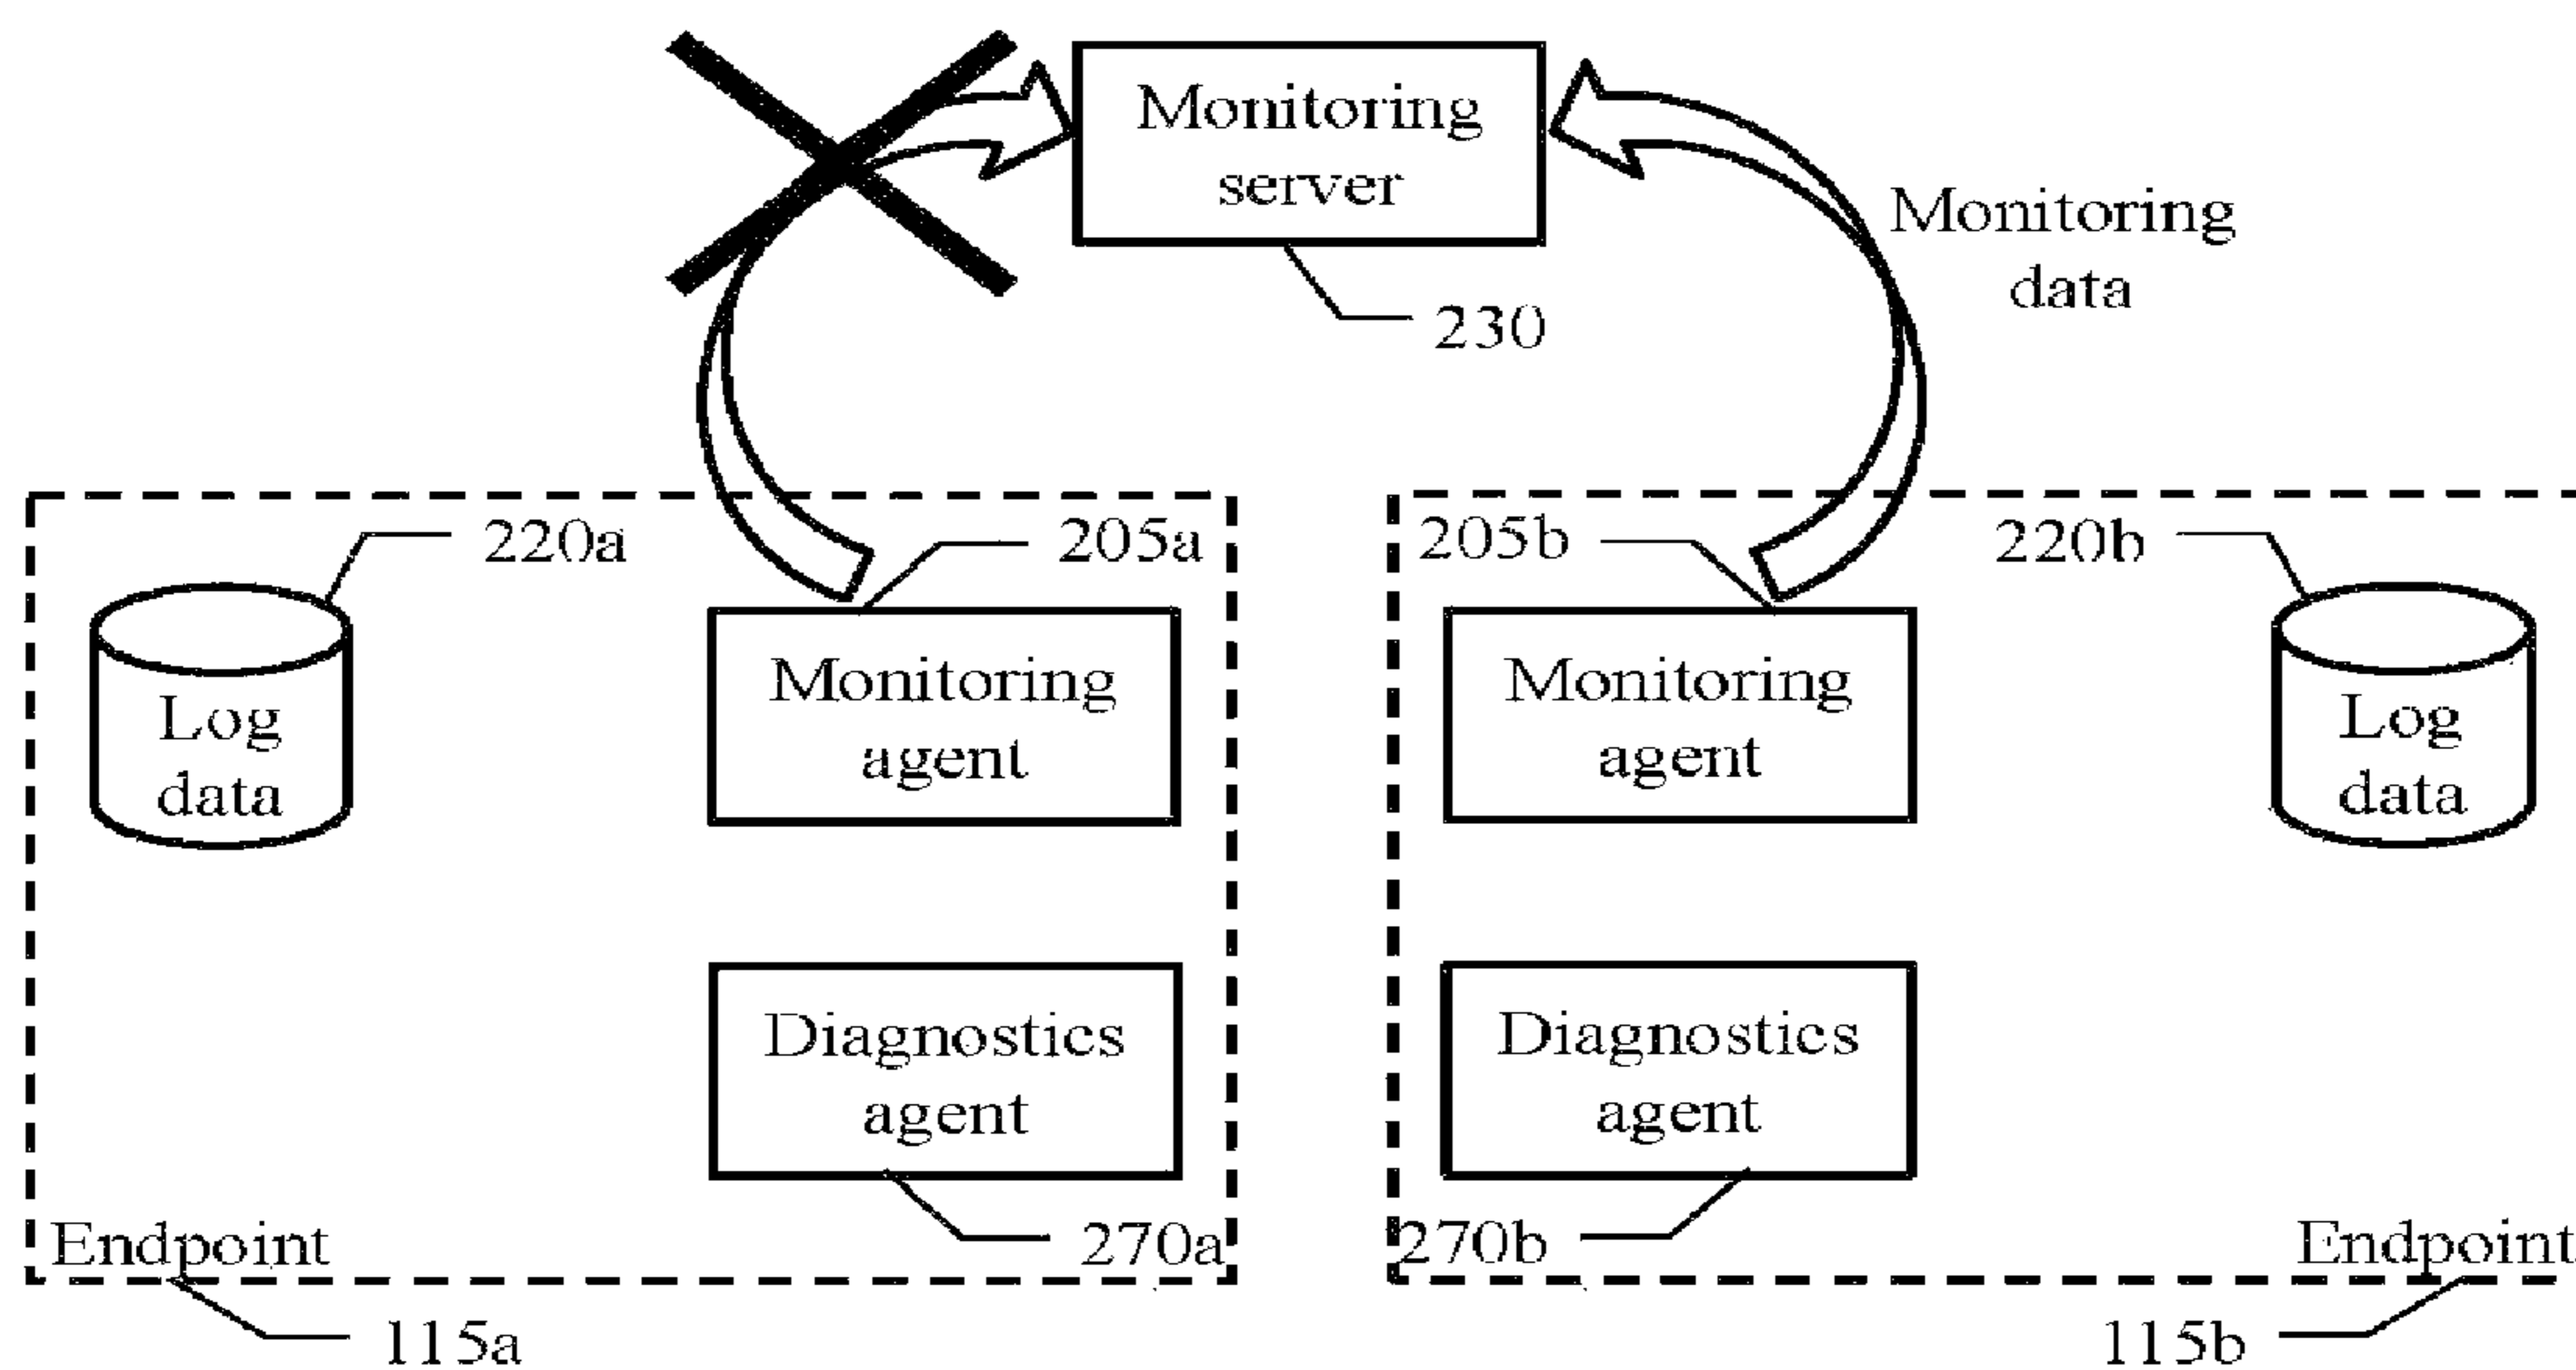 Monitoring
server
Monitoring
data
230
220a
205a
205b
220b
Log
data
Monitoring
agent
Monitoring
agent
Log
data
Diagnostics
agent
Diagnostics
agent
Endpoint
270a
270b
Endpoint
115a
115b